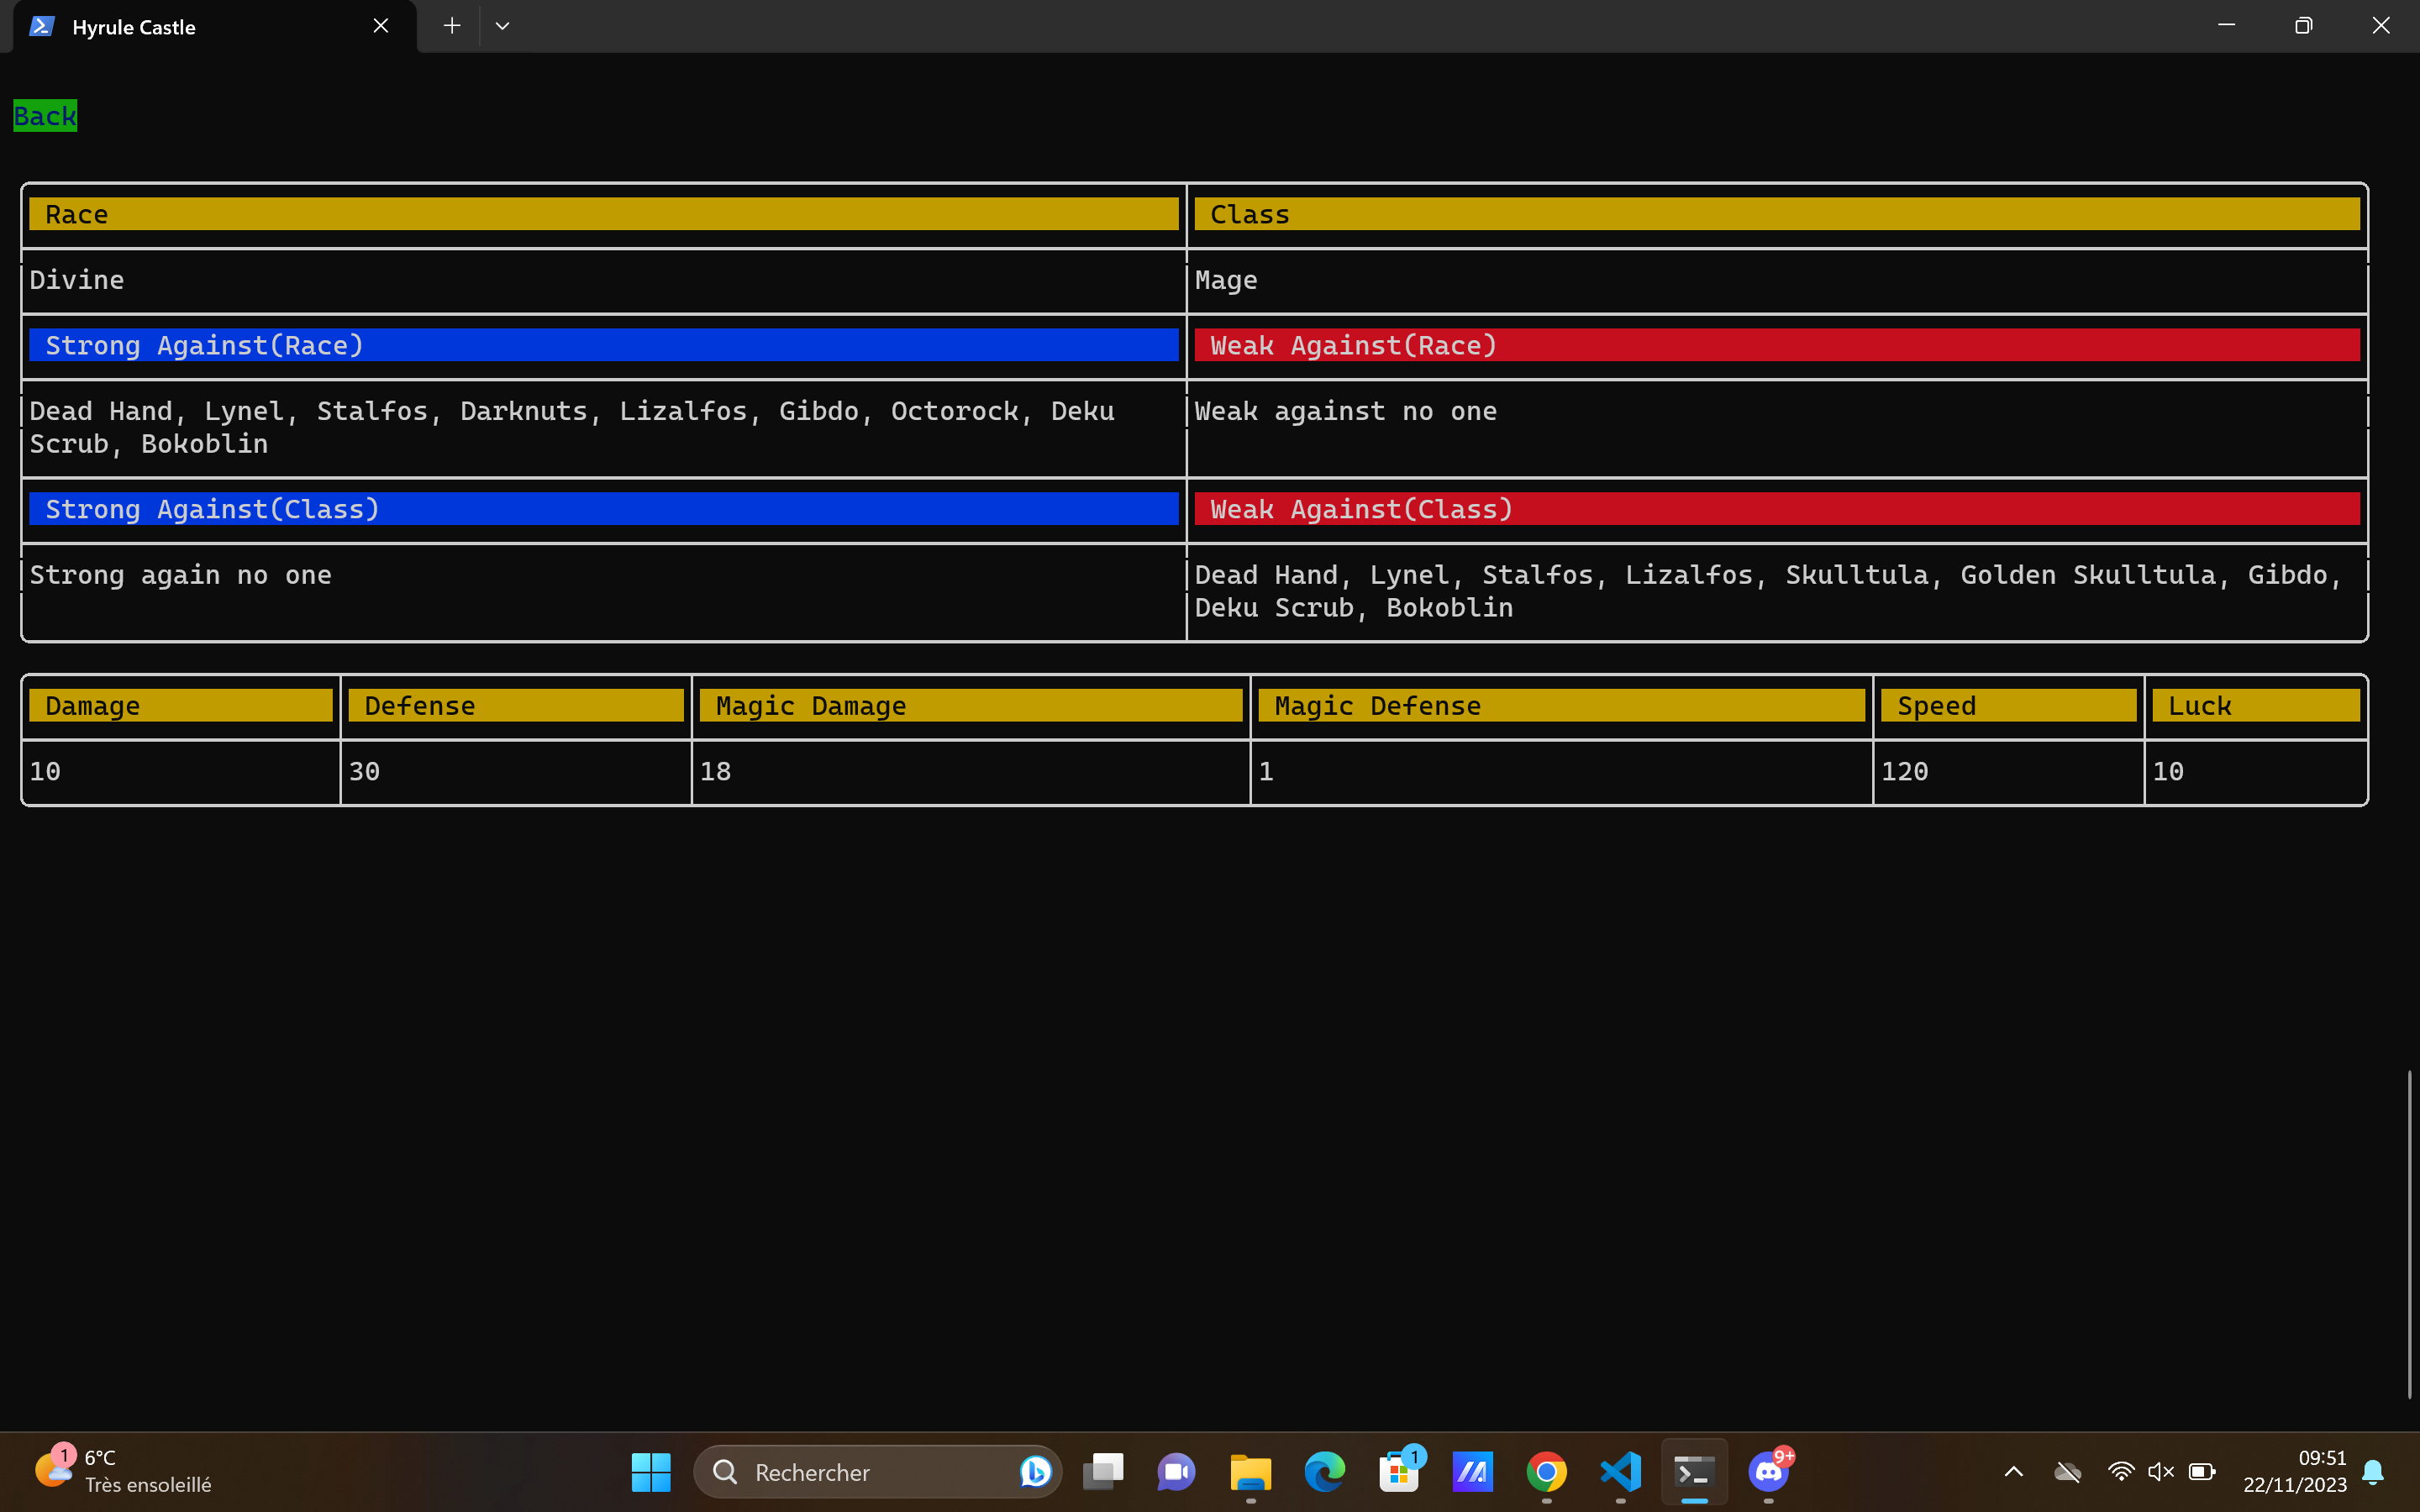 Hyrule Castle
Back
Race Class
Divine Mage
Strong Against(Race) Weak Against(Race)
Dead Hand, Lynel, Stalfos, Darknuts, Lizalfos, Gibdo, Octorock, Deku Weak against no one
Scrub, Bokoblin
Strong Against(Class) Weak Against(Class)
Strong again no one Dead Hand, Lynel, Stalfos, Lizalfos, Skulltula, Golden Skulltula, Gibdo,
Deku Scrub, Bokoblin
Damage Defense Magic Damage Magic Defense Speed Luck
10 30 18 1 120 10
1 6°C
Très ensoleillé
Rechercher
1
9+
09:51
22/11/2023